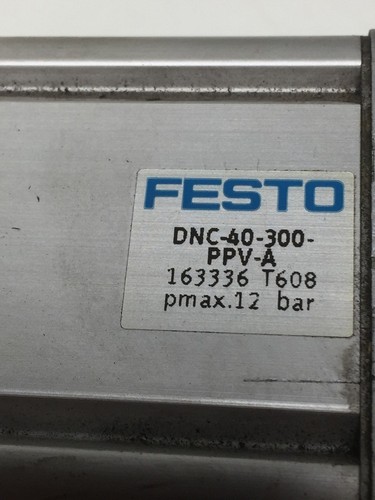 FESTO
DNC-40-300-
PPV-A
163336 T608
pmax.12 bar